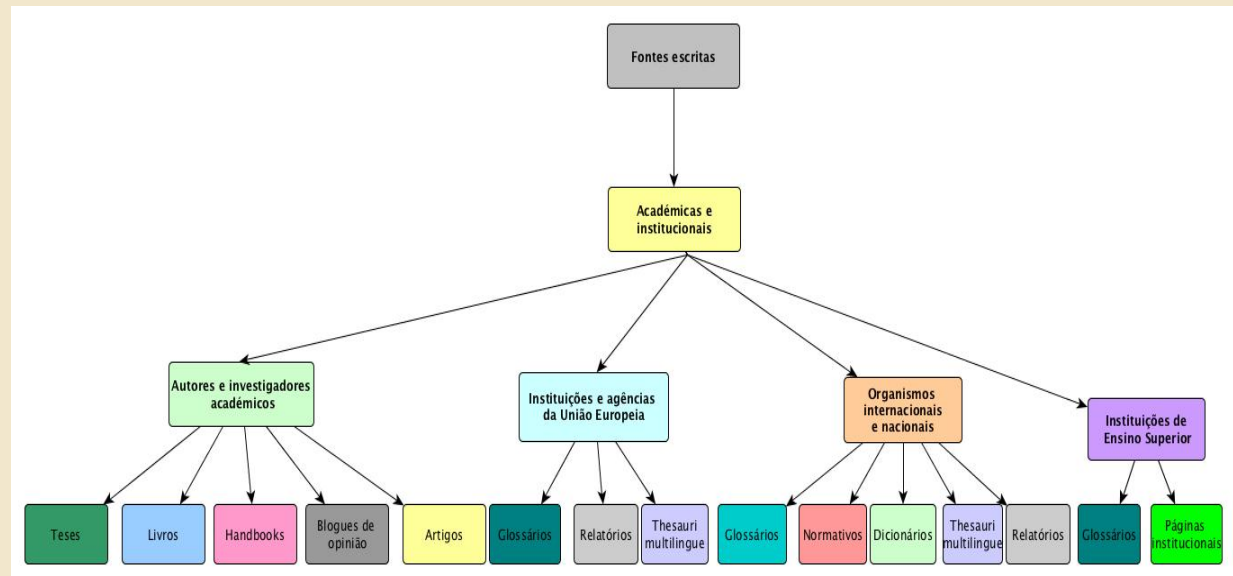 Fontes escritas
Académicas e
institucionais
Autores e investigadores
académicos
Instituições e agências
da União Europeia
Organismos
internacionais
e nacionais
Instituições de
Ensino Superior
Teses
Livros
Handbooks
Blogues de
opinião
Artigos
Glossários
Relatórios
Thesauri
multilingue
Glossários
Normativos
Dicionários
Thesauri
multilingue
Relatórios
Glossários
Páginas
institucionais